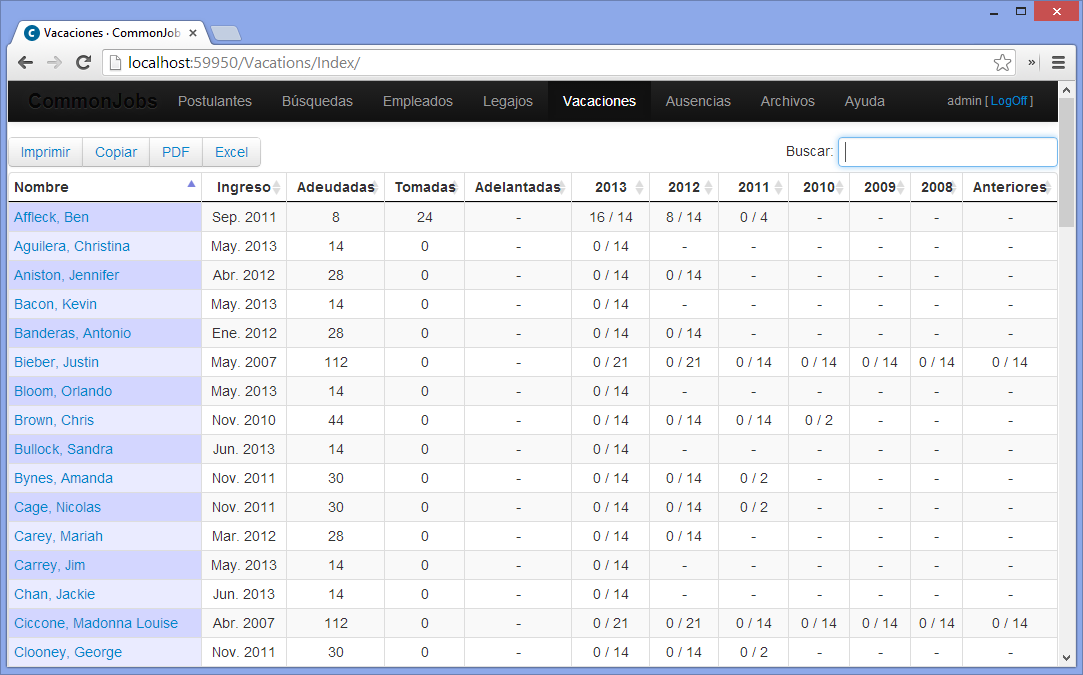 Vacaciones · CommonJob
localhost:59950/Vacations/Index/
CommonJobs Postulantes Búsquedas Empleados Legajos Vacaciones Ausencias Archivos Ayuda admin [ LogOff ]
Imprimir Copiar PDF Excel Buscar:
Nombre Ingreso Adeudadas Tomadas Adelantadas 2013 2012 2011 2010 2009 2008 Anteriores
Affleck, Ben Sep. 2011 8 24 - 16 / 14 8 / 14 0 / 4 - - - -
Aguilera, Christina May. 2013 14 0 - 0 / 14 - - - - - -
Aniston, Jennifer Abr. 2012 28 0 - 0 / 14 0 / 14 - - - - -
Bacon, Kevin May. 2013 14 0 - 0 / 14 - - - - - -
Banderas, Antonio Ene. 2012 28 0 - 0 / 14 0 / 14 - - - - -
Bieber, Justin May. 2007 112 0 - 0 / 21 0 / 21 0 / 14 0 / 14 0 / 14 0 / 14 0 / 14
Bloom, Orlando May. 2013 14 0 - 0 / 14 - - - - - -
Brown, Chris Nov. 2010 44 0 - 0 / 14 0 / 14 0 / 14 0 / 2 - - -
Bullock, Sandra Jun. 2013 14 0 - 0 / 14 - - - - - -
Bynes, Amanda Nov. 2011 30 0 - 0 / 14 0 / 14 0 / 2 - - - -
Cage, Nicolas Nov. 2011 30 0 - 0 / 14 0 / 14 0 / 2 - - - -
Carey, Mariah Mar. 2012 28 0 - 0 / 14 0 / 14 - - - - -
Carrey, Jim May. 2013 14 0 - 0 / 14 - - - - - -
Chan, Jackie Jun. 2013 14 0 - 0 / 14 - - - - - -
Ciccone, Madonna Louise Abr. 2007 112 0 - 0 / 21 0 / 21 0 / 14 0 / 14 0 / 14 0 / 14 0 / 14
Clooney, George Nov. 2011 30 0 - 0 / 14 0 / 14 0 / 2 - - - -